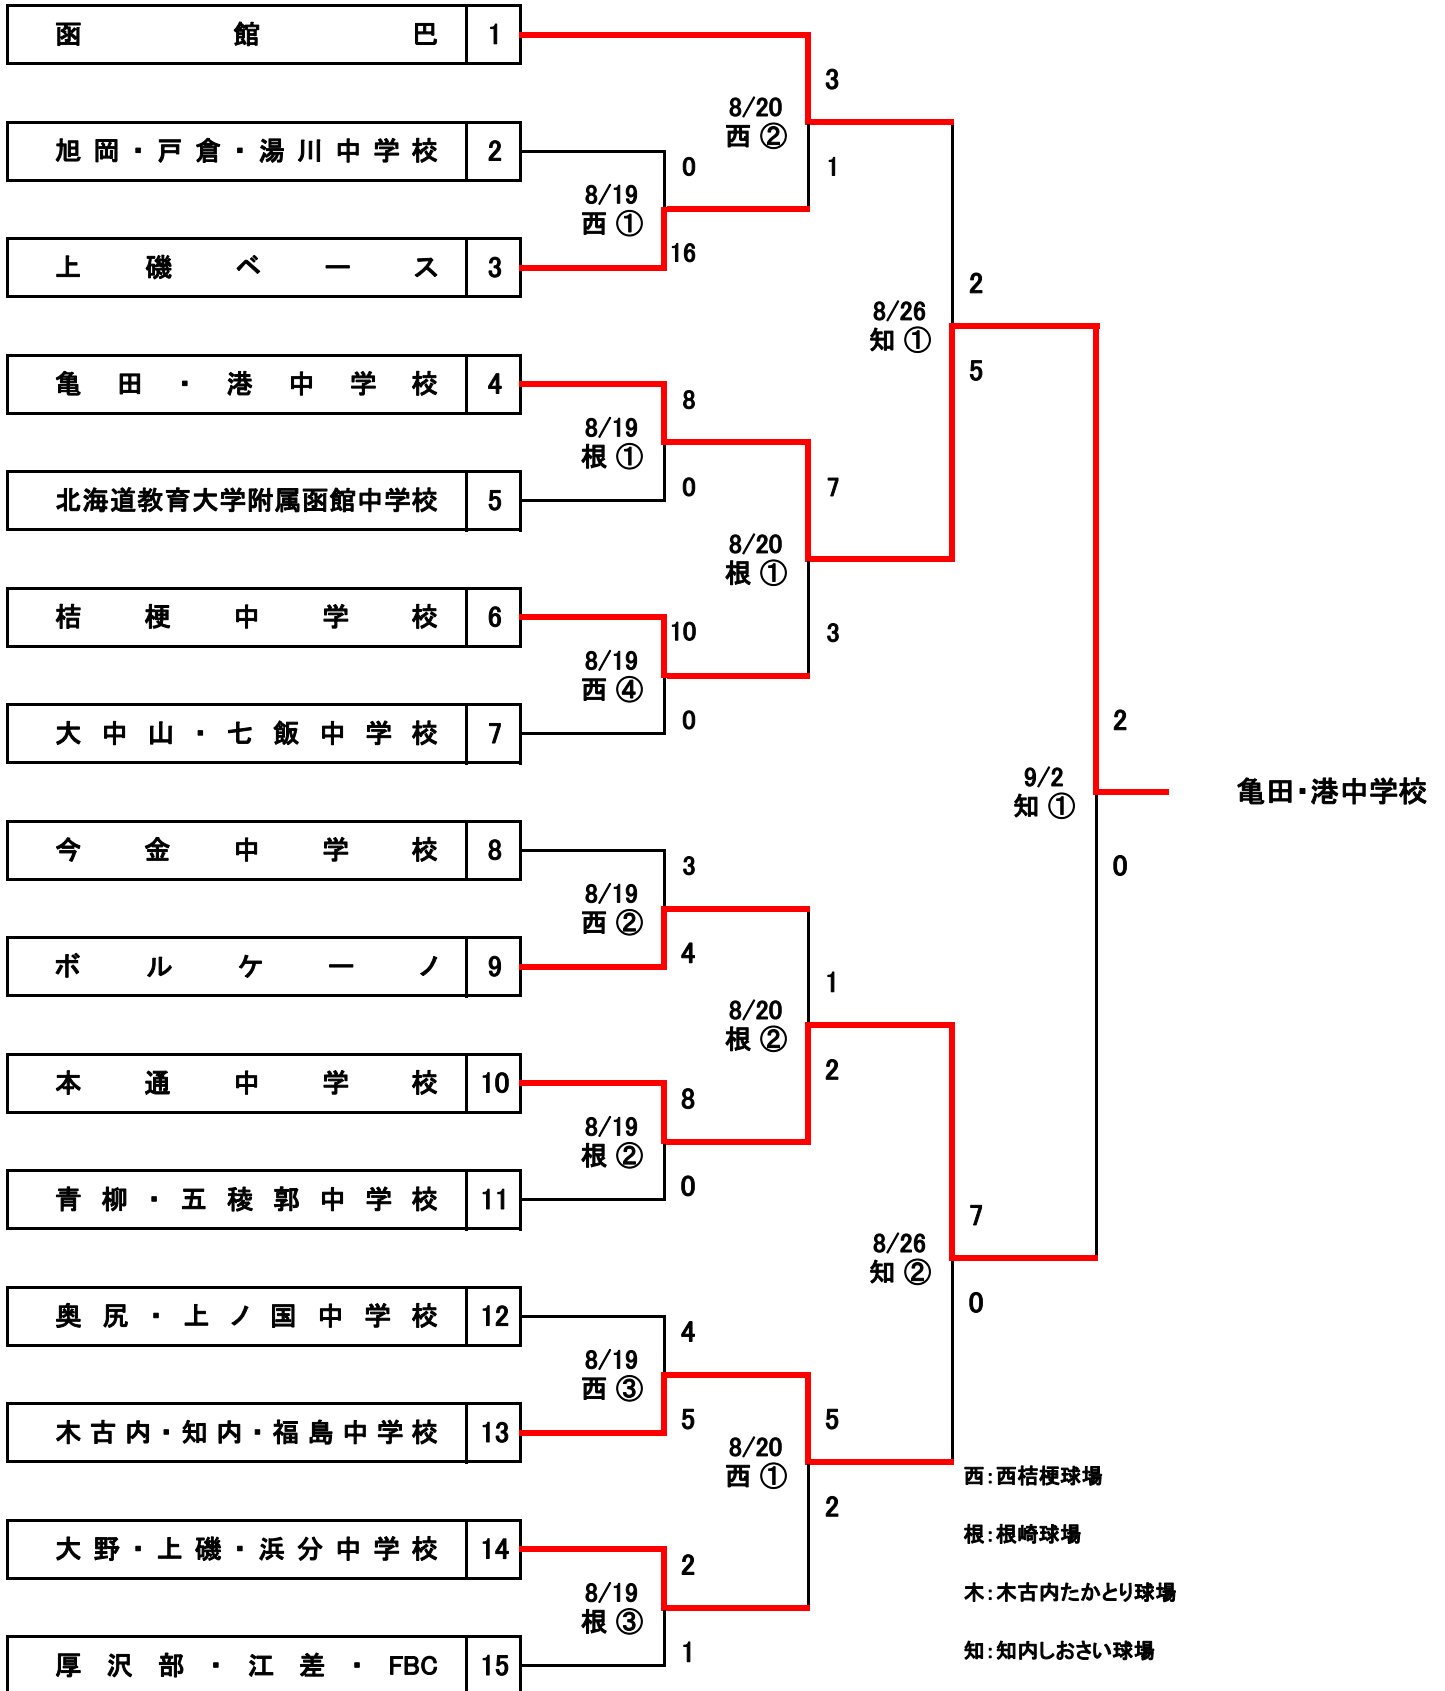 函館巴 1
3
8/20
西 ②
旭岡・戸倉・湯川中学校 2
0
1
8/19
西 ①
上磯ベース 3
16
2
8/26
知 ①
亀田・港中学校 4
8
5
8/19
根 ①
北海道教育大学附属函館中学校 5
0
7
8/20
根 ①
桔梗中学校 6
10
3
8/19
西 ④
大中山・七飯中学校 7
0
2
9/2
知 ①
亀田・港中学校
今金中学校 8
3
0
8/19
西 ②
ボルケーノ 9
4
1
8/20
根 ②
本通中学校 10
8
2
8/19
根 ②
青柳・五稜郭中学校 11
0
7
8/26
知 ②
奥尻・上ノ国中学校 12
4
0
8/19
西 ③
木古内・知内・福島中学校 13
5
5
8/20
西 ①
西：西桔梗球場
2
根：根崎球場
大野・上磯・浜分中学校 14
2
8/19
根 ③
木：木古内たかとり球場
厚沢部・江差・FBC 15
1
知：知内しおさい球場